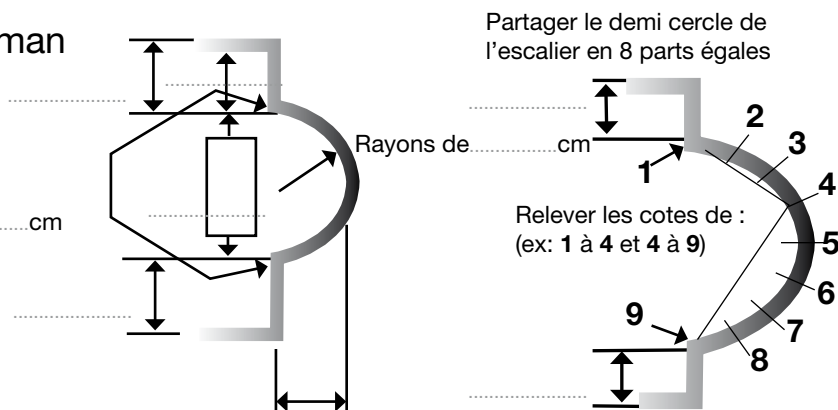 man
Partager le demi cercle de
l'escalier en 8 parts égales
Rayons de..................cm
cm
1
2
3
4
5
6
7
8
9
Relever les cotes de :
(ex: 1 à 4 et 4 à 9)